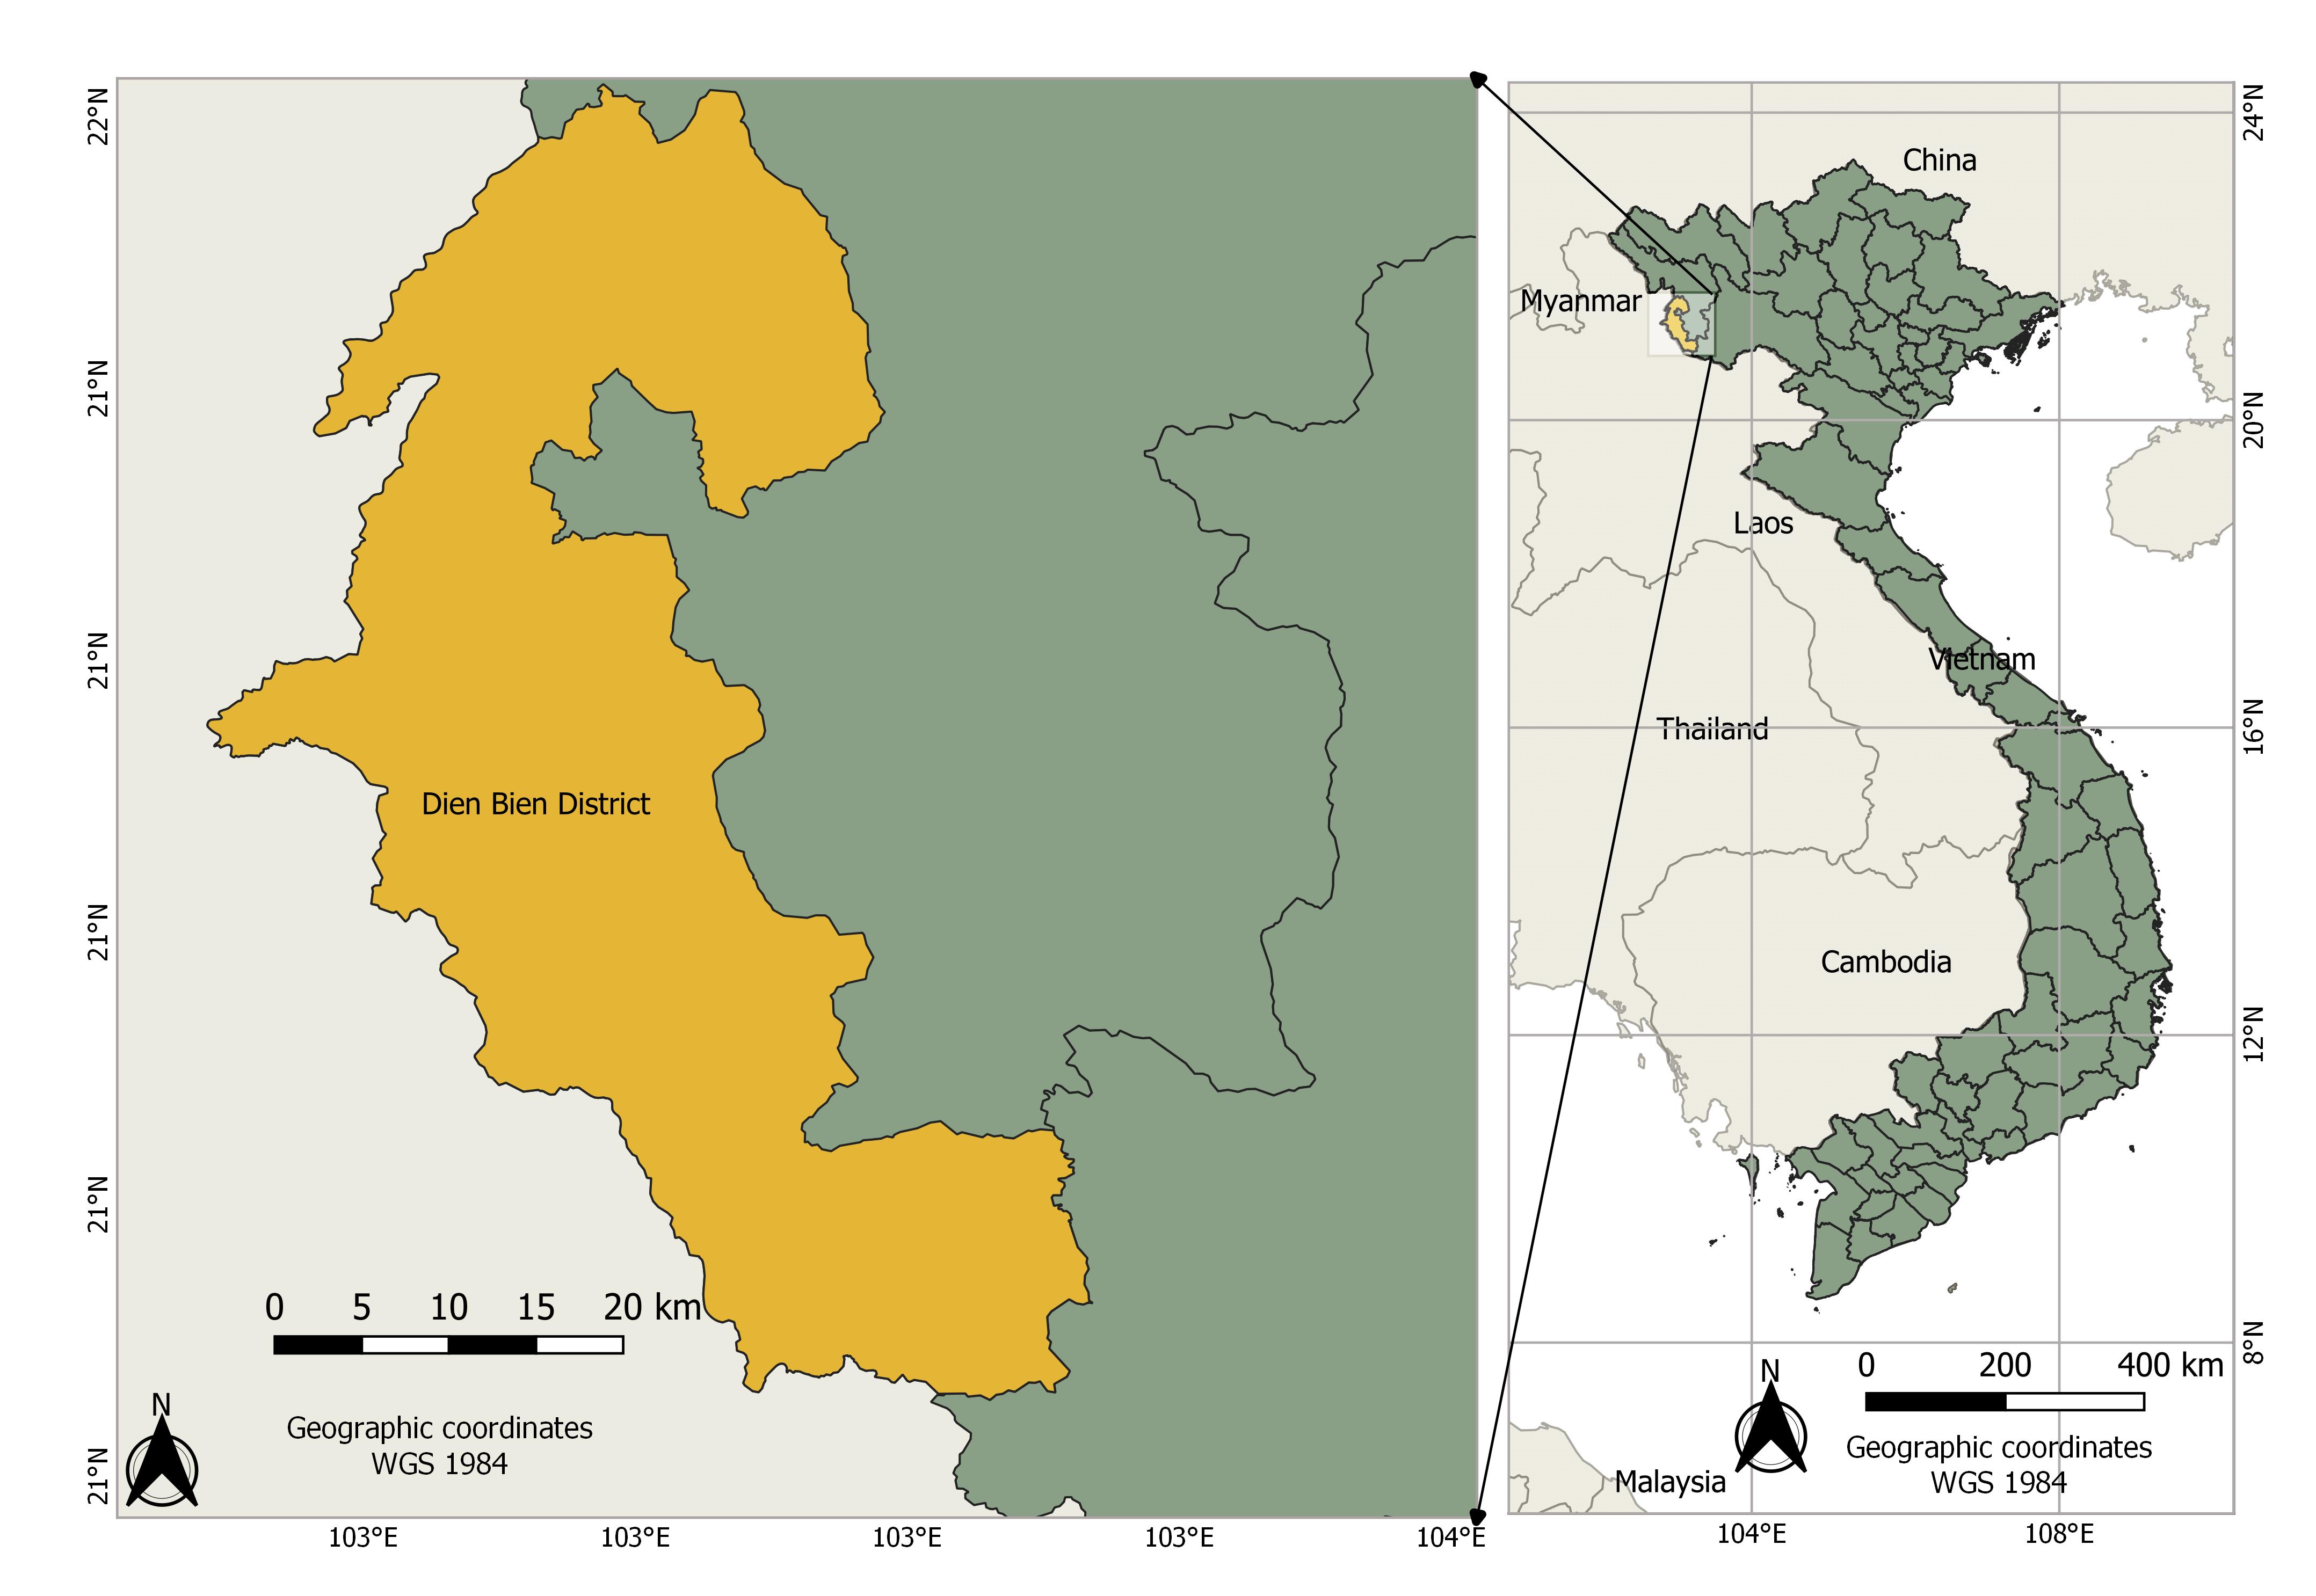 22°N
21°N
21°N
21°N
21°N
21°N
Dien Bien District
0 5 10 15 20 km
N
Geographic coordinates
WGS 1984
103°E 103°E 103°E 103°E 104°E
China
Myanmar
Laos
Vietnam
Thailand
Cambodia
Malaysia
24°N
20°N
16°N
12°N
8°N
0 200 400 km
N
Geographic coordinates
WGS 1984
104°E 108°E